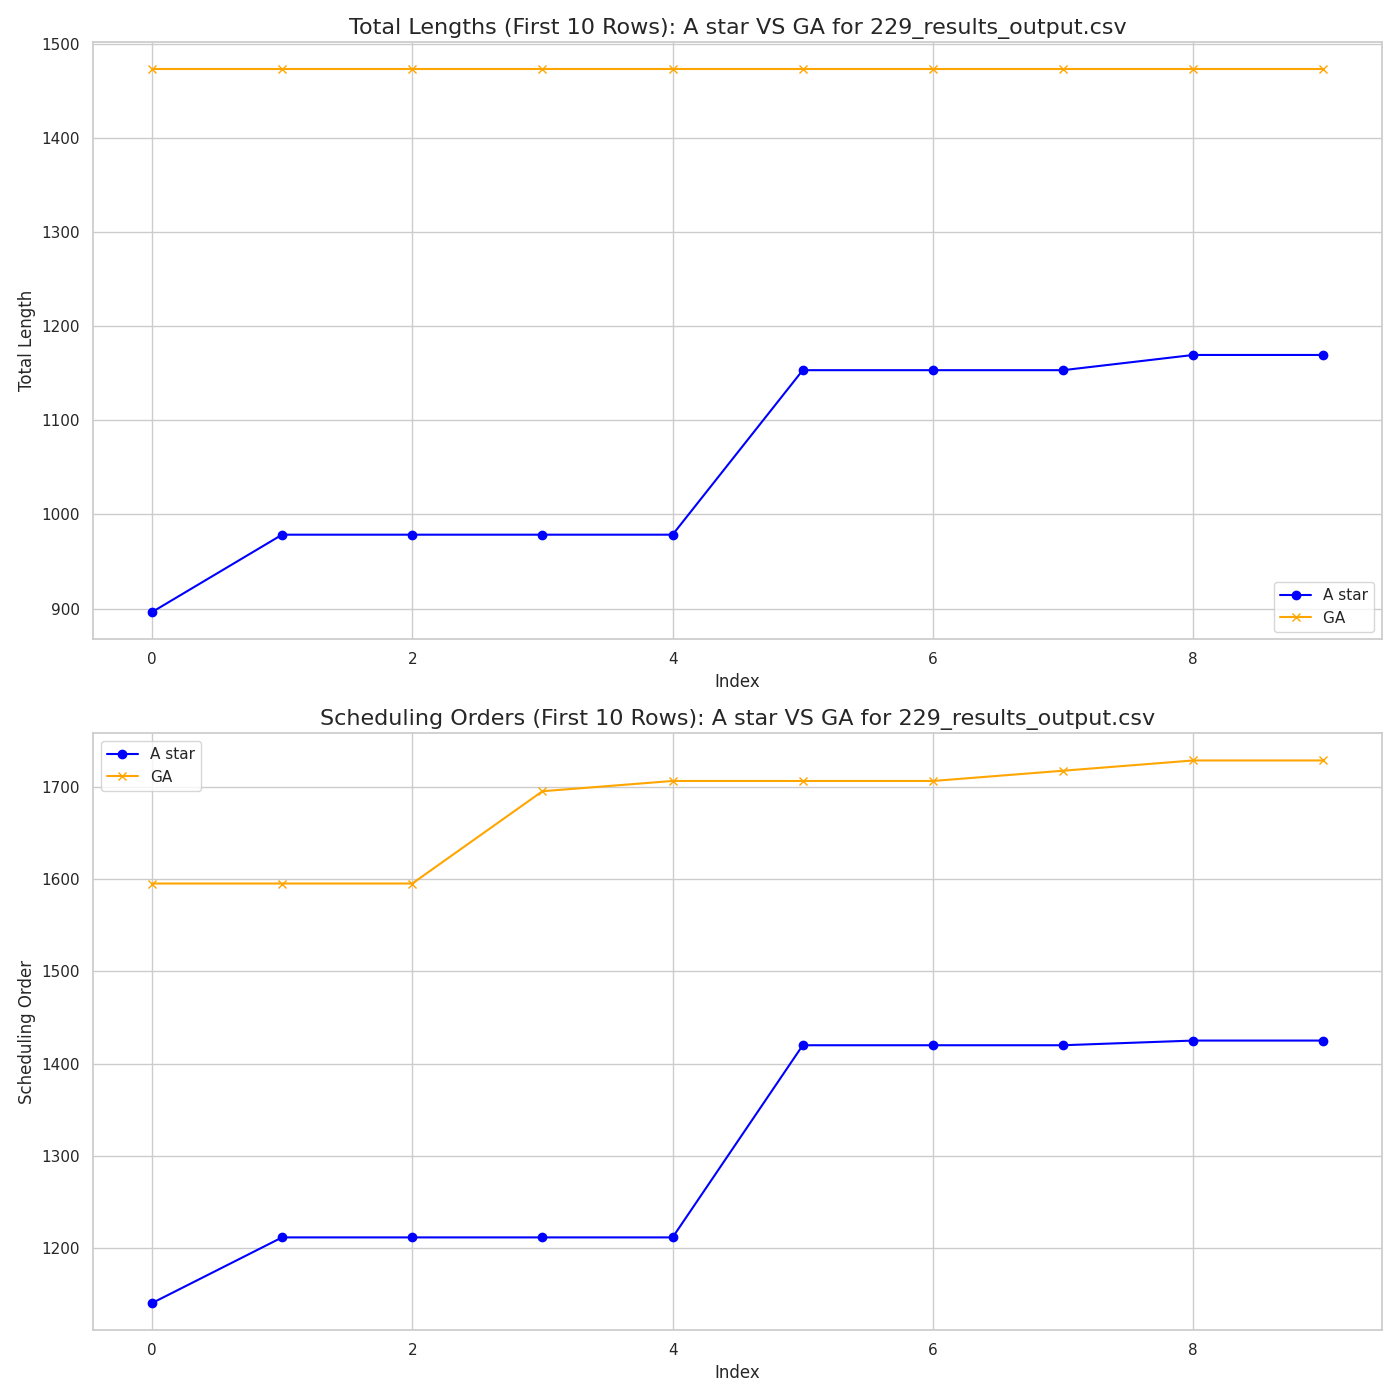 Total Lengths (First 10 Rows): A star VS GA for 229_results_output.csv
1500
1400
1300
1200
1100
1000
900
Total Length
A star
GA
0 2 4 6 8
Index
Scheduling Orders (First 10 Rows): A star VS GA for 229_results_output.csv
A star
GA
1700
1600
1500
1400
1300
1200
Scheduling Order
0 2 4 6 8
Index